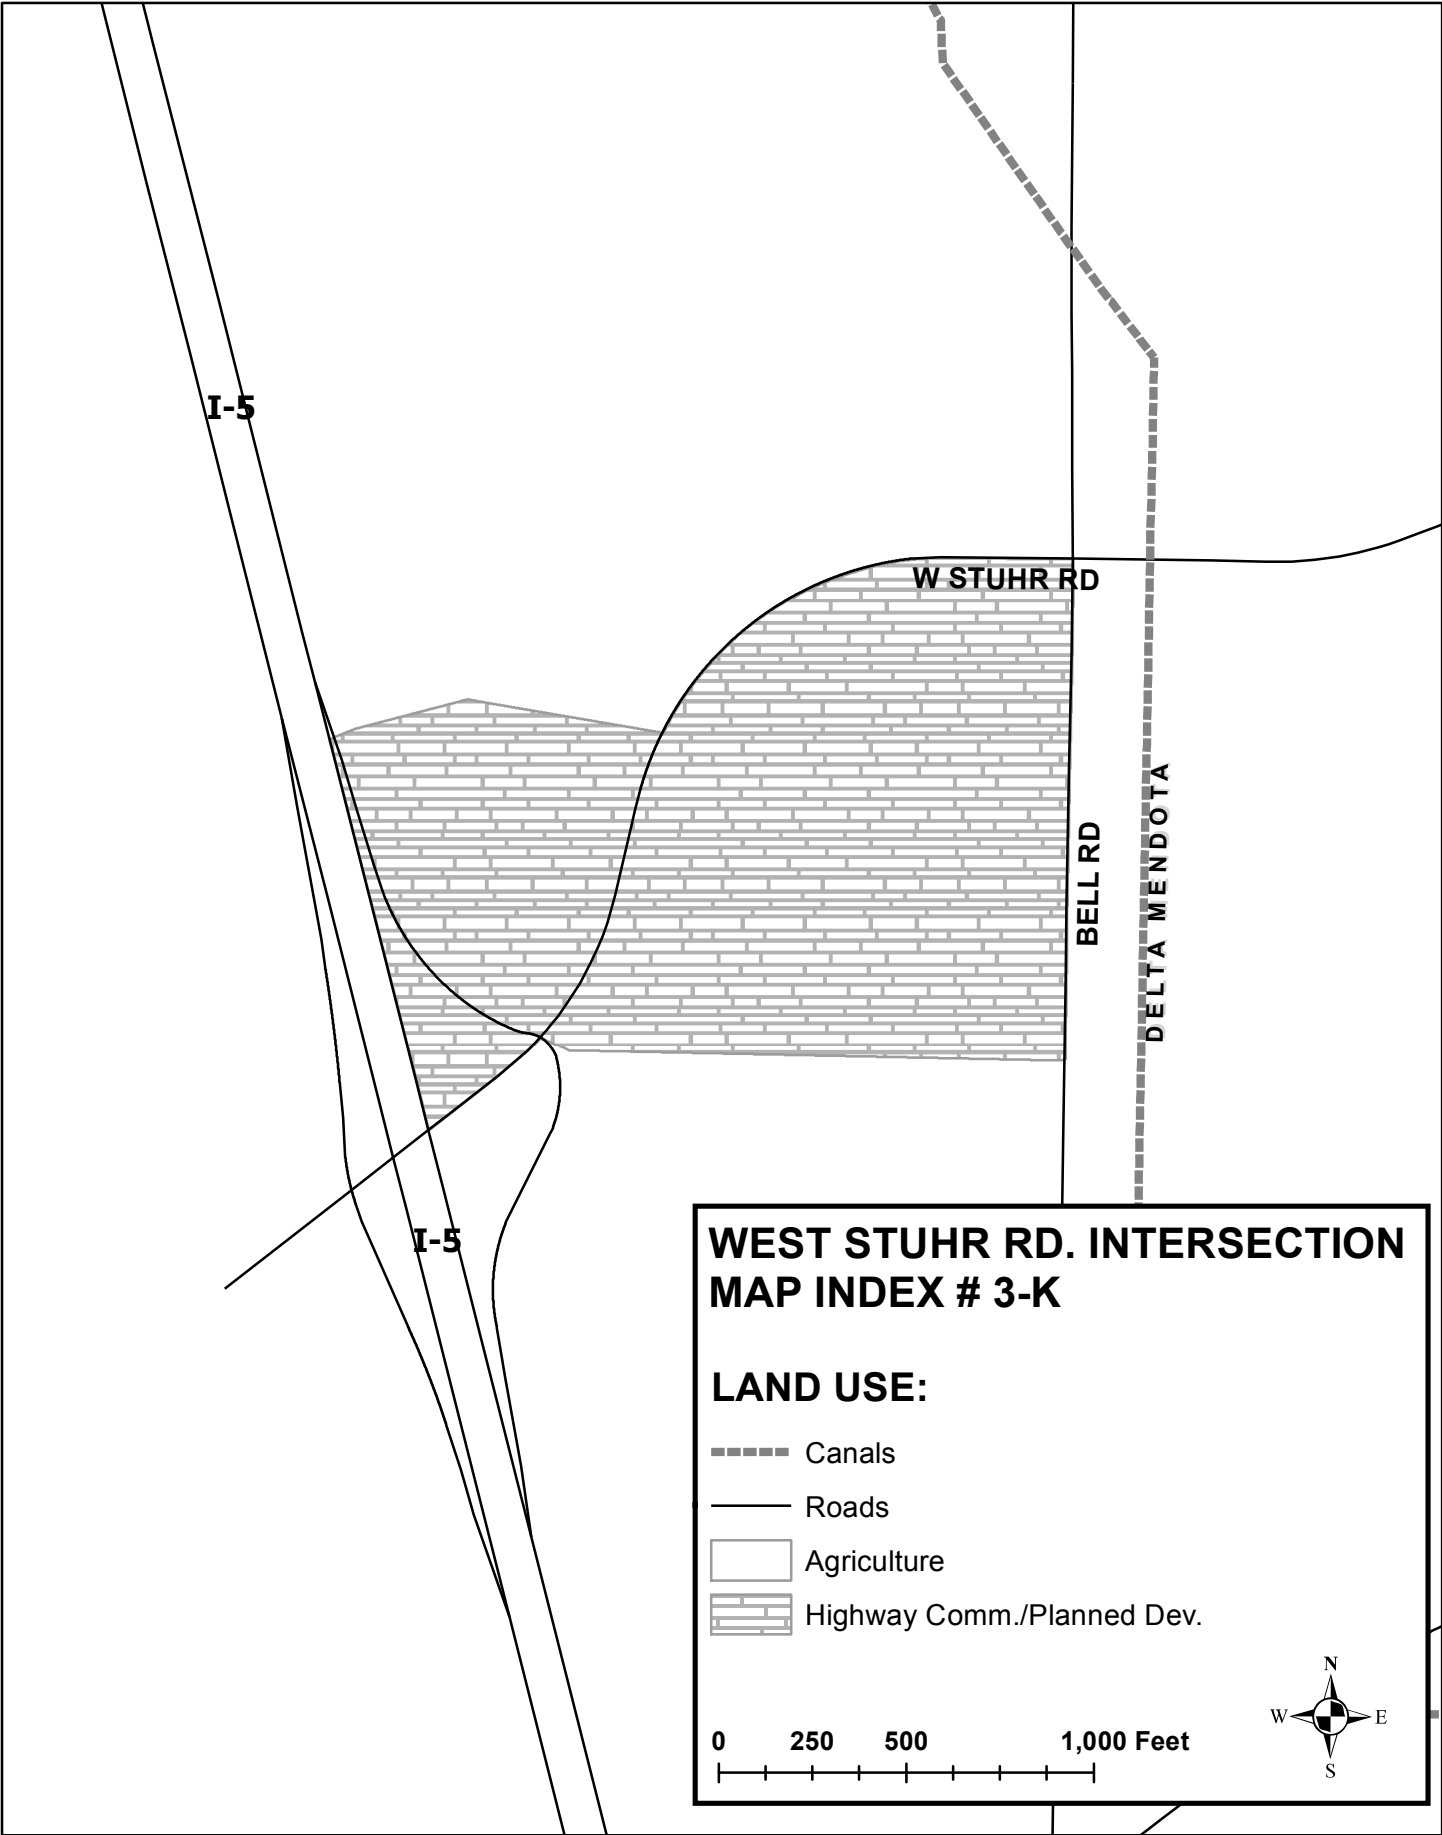 I-5
W STUHR RD
BELL RD
DELTA MENDOTA
I-5
WEST STUHR RD. INTERSECTION
MAP INDEX # 3-K
LAND USE:
Canals
Roads
Agriculture
Highway Comm./Planned Dev.
N
W E
S
0 250 500 1,000 Feet